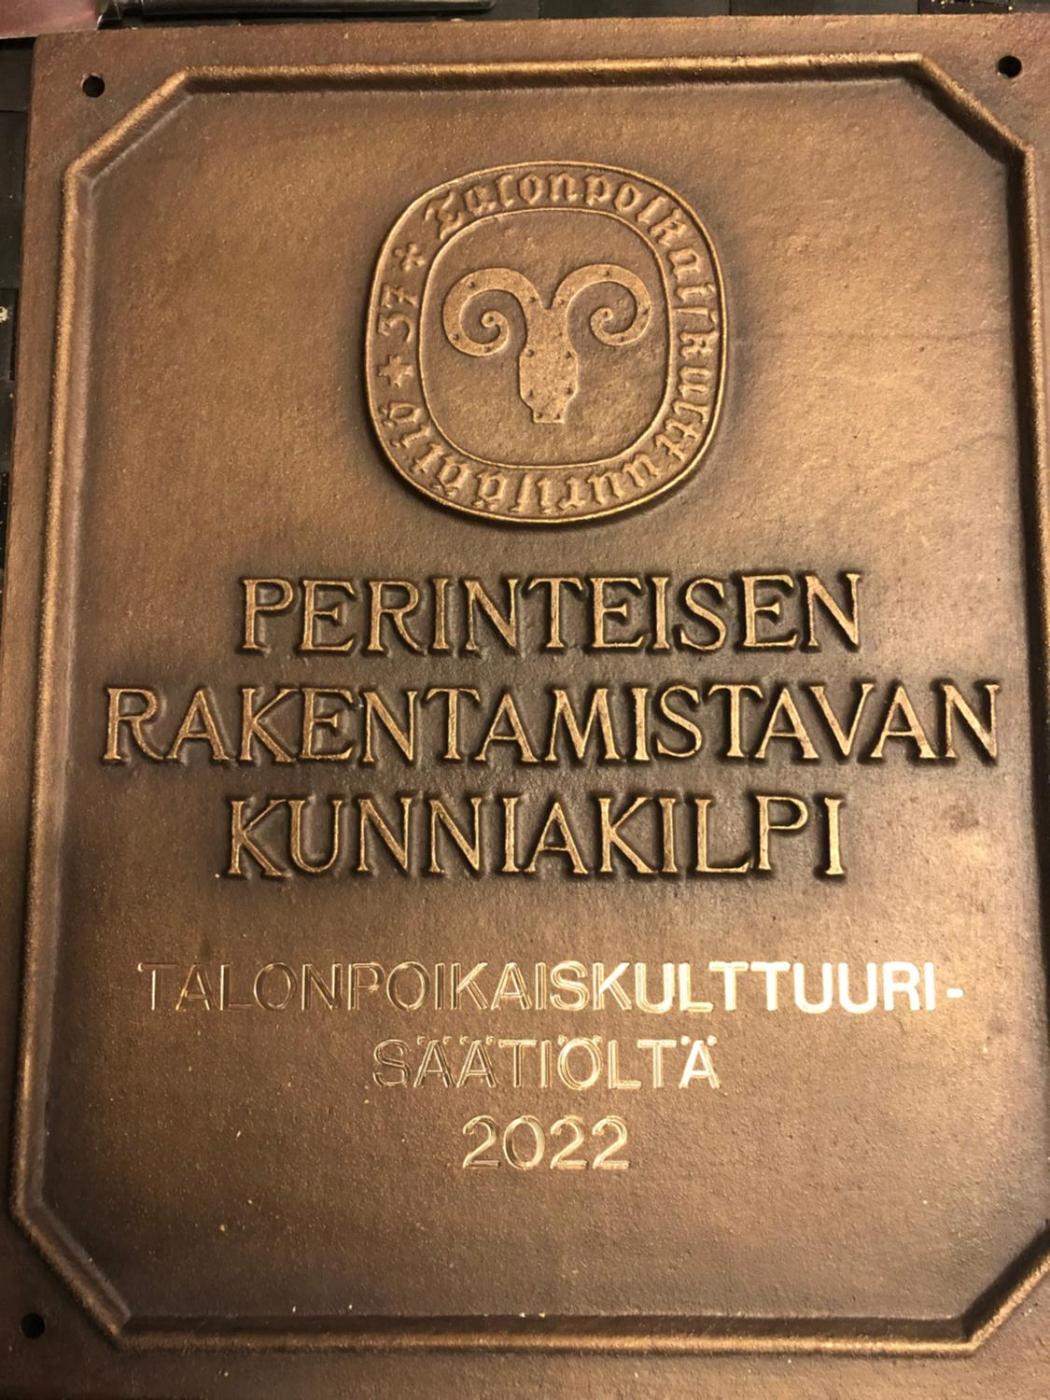 Talonpoikaiskulttuurisäätiö * 37 *
PERINTEISEN
RAKENTAMISTAVAN
KUNNIAKILPI
TALONPOIKAISKULTTUURI-
SÄÄTIÖLTÄ
2022